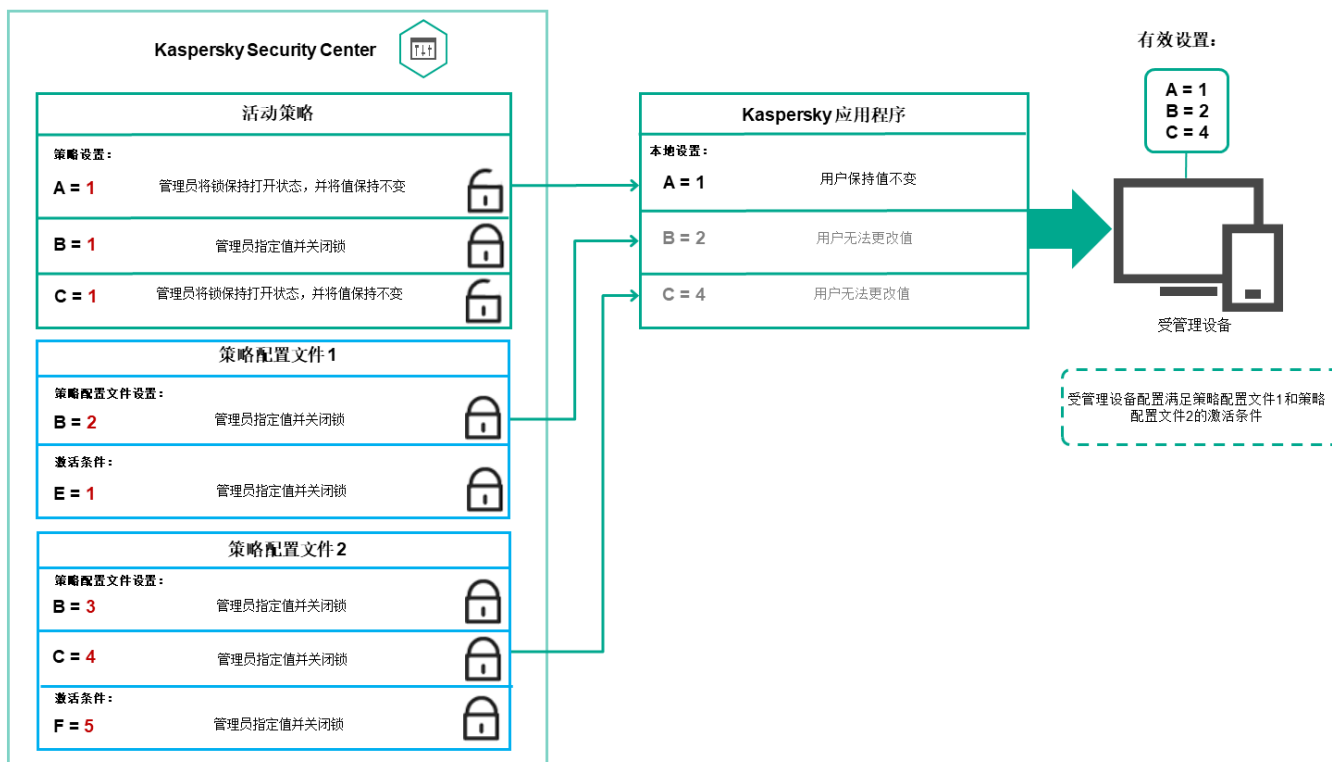 Kaspersky Security Center
活动策略
策略设置：
A = 1
管理员将锁保持打开状态，并将值保持不变
B = 1
管理员指定值并关闭锁
C = 1
管理员将锁保持打开状态，并将值保持不变
策略配置文件1
策略配置文件设置：
B = 2
管理员指定值并关闭锁
激活条件：
E = 1
管理员指定值并关闭锁
策略配置文件2
策略配置文件设置：
B = 3
管理员指定值并关闭锁
C = 4
管理员指定值并关闭锁
激活条件：
F = 5
管理员指定值并关闭锁
Kaspersky 应用程序
本地设置：
A = 1
用户保持值不变
B = 2
用户无法更改值
C = 4
用户无法更改值
有效设置：
A = 1
B = 2
C = 4
受管理设备
受管理设备配置满足策略配置文件1和策略
配置文件2的激活条件